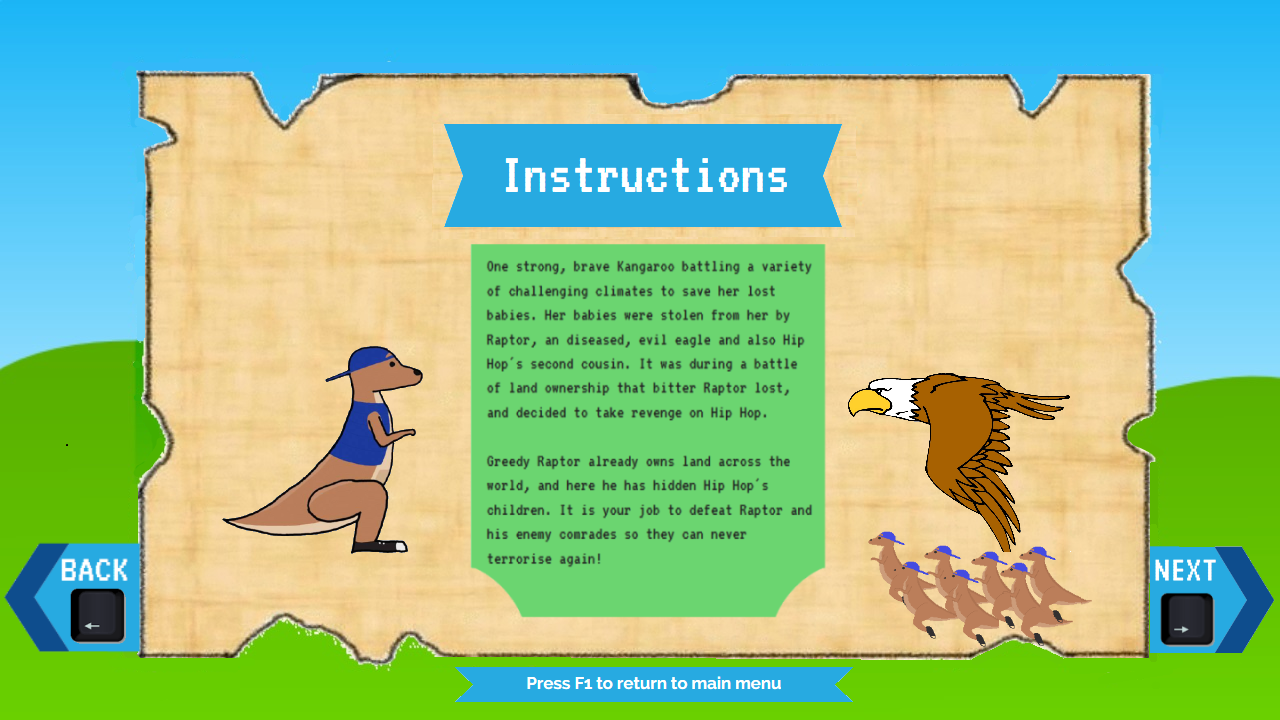 Instructions
One strong, brave Kangaroo battling a variety
of challenging climates to save her lost
babies. Her babies were stolen from her by
Raptor, an diseased, evil eagle and also Hip
Hop´s second cousin. It was during a battle
of land ownership that bitter Raptor lost,
and decided to take revenge on Hip Hop.
Greedy Raptor already owns land across the
world, and here he has hidden Hip Hop´s
children. It is your job to defeat Raptor and
his enemy comrades so they can never
terrorise again!
BACK
←
NEXT
→
Press F1 to return to main menu